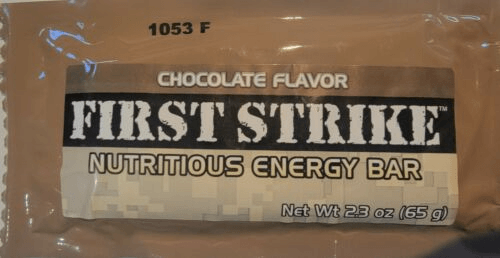 1053 F
CHOCOLATE FLAVOR
FIRST STRIKE™
NUTRITIOUS ENERGY BAR
Net Wt 2.3 oz (65 g)